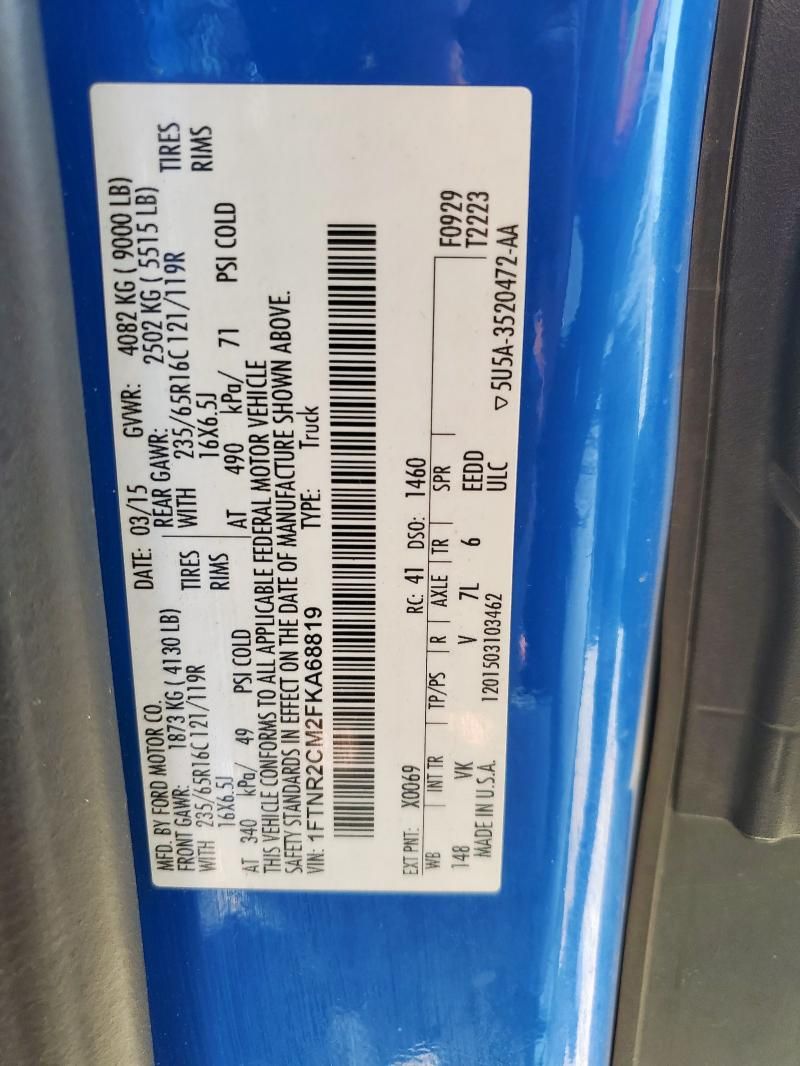 MFD. BY FORD MOTOR CO.
DATE: 03/15 GVWR: 4082 KG ( 9000 LB)
FRONT GAWR: 1873 KG ( 4130 LB) REAR GAWR: 2502 KG ( 5515 LB)
WITH 235/65R16C 121/119R TIRES WITH 235/65R16C 121/119R TIRES
16X6.5J RIMS 16X6.5J RIMS
AT 340 kPa/ 49 PSI COLD AT 490 kPa/ 71 PSI COLD
THIS VEHICLE CONFORMS TO ALL APPLICABLE FEDERAL MOTOR VEHICLE
SAFETY STANDARDS IN EFFECT ON THE DATE OF MANUFACTURE SHOWN ABOVE.
VIN: 1FTNR2CM2FKA68819 TYPE: Truck
EXT PNT: X0069 RC: 41 DSO: 1460 F0929
WB INT TR TP/PS R AXLE TR SPR T2223
148 VK V 7L 6 EEDD
MADE IN U.S.A. 1201503103462 ULC ▽5U5A-3520472-AA